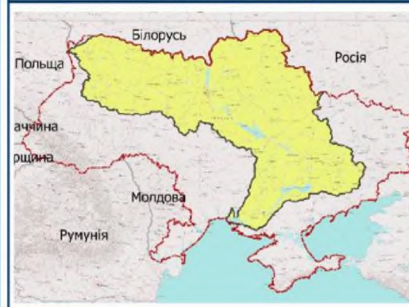 Білорусь
Росія
Польща
аччина
рщина
Молдова
Румунія